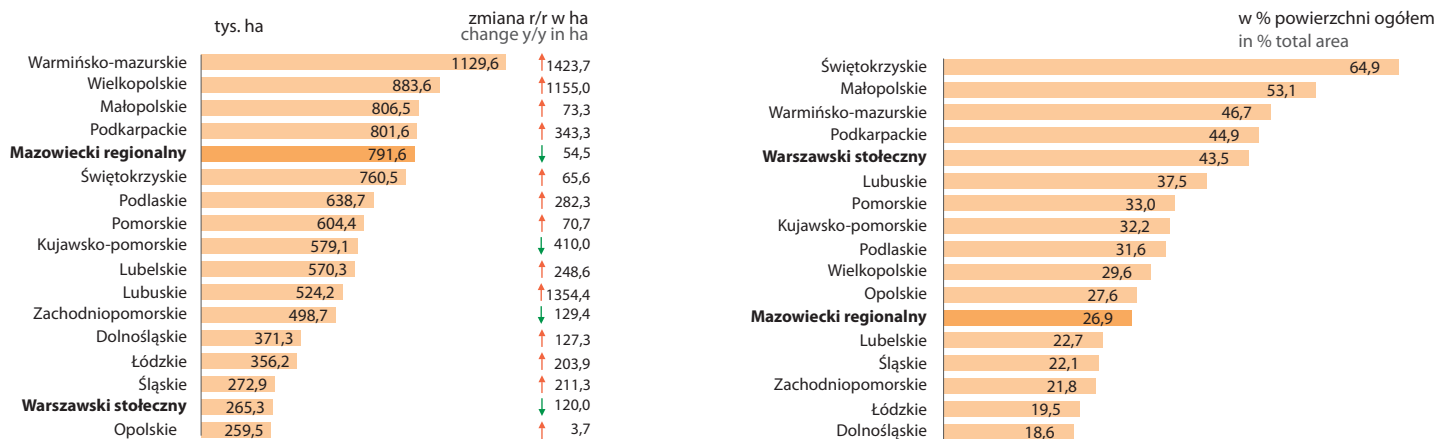 tys. ha
zmiana r/r w ha
change y/y in ha
Warmińsko-mazurskie 1129,6 ↑ 1423,7
Wielkopolskie 883,6 ↑ 1155,0
Małopolskie 806,5 ↑ 73,3
Podkarpackie 801,6 ↑ 343,3
Mazowiecki regionalny 791,6 ↓ 54,5
Świętokrzyskie 760,5 ↑ 65,6
Podlaskie 638,7 ↑ 282,3
Pomorskie 604,4 ↑ 70,7
Kujawsko-pomorskie 579,1 ↓ 410,0
Lubelskie 570,3 ↑ 248,6
Lubuskie 524,2 ↑ 1354,4
Zachodniopomorskie 498,7 ↓ 129,4
Dolnośląskie 371,3 ↑ 127,3
Łódzkie 356,2 ↑ 203,9
Śląskie 272,9 ↑ 211,3
Warszawski stołeczny 265,3 ↓ 120,0
Opolskie 259,5 ↑ 3,7
w % powierzchni ogółem
in % total area
Świętokrzyskie 64,9
Małopolskie 53,1
Warmińsko-mazurskie 46,7
Podkarpackie 44,9
Warszawski stołeczny 43,5
Lubuskie 37,5
Pomorskie 33,0
Kujawsko-pomorskie 32,2
Podlaskie 31,6
Wielkopolskie 29,6
Opolskie 27,6
Mazowiecki regionalny 26,9
Lubelskie 22,7
Śląskie 22,1
Zachodniopomorskie 21,8
Łódzkie 19,5
Dolnośląskie 18,6